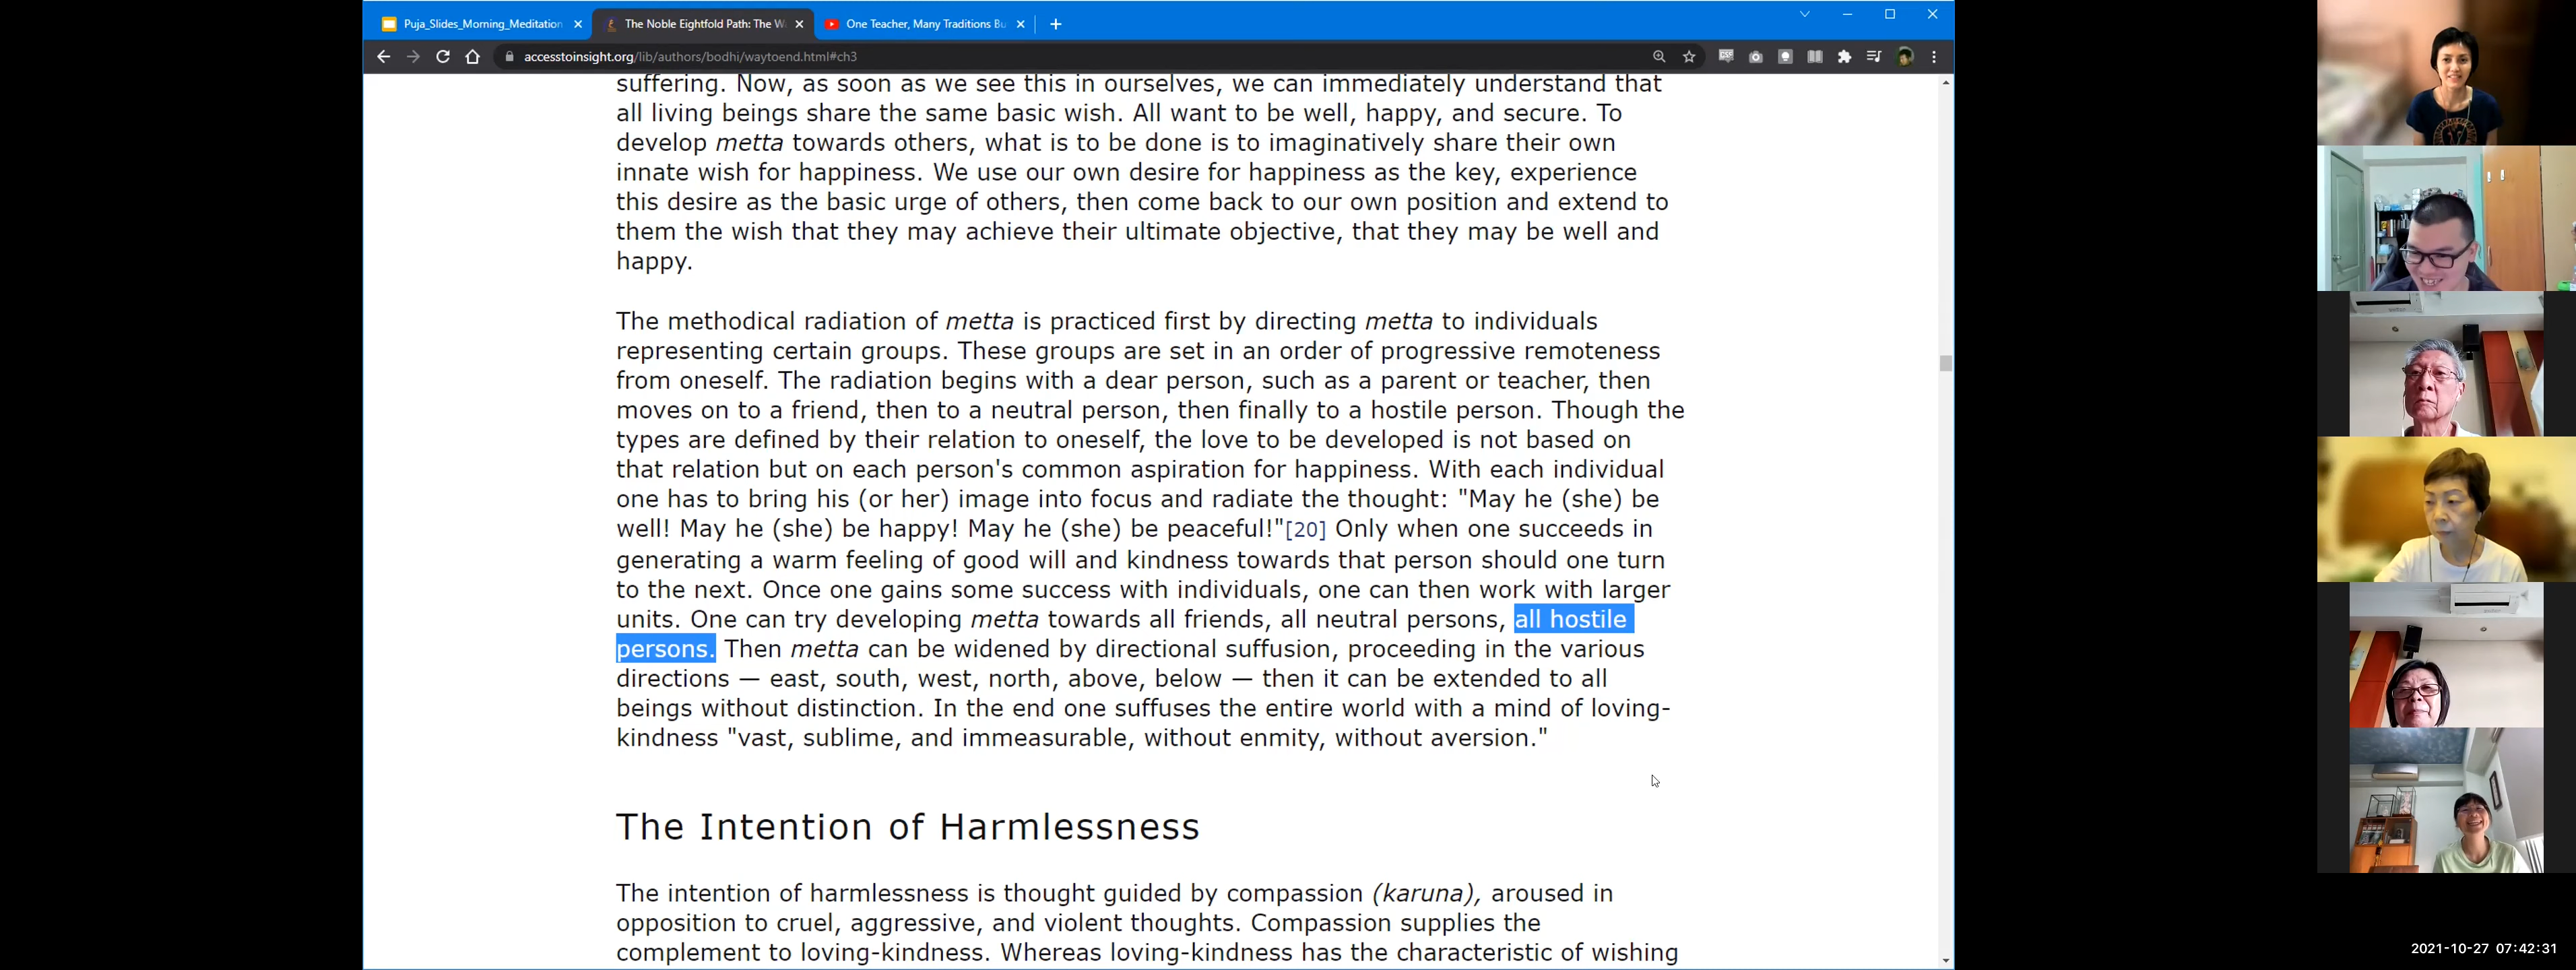 Puja_Slides_Morning_Meditation
The Noble Eightfold Path: The W
One Teacher, Many Traditions Bu
accesstoinsight.org/lib/authors/bodhi/waytoend.html#ch3
suffering. Now, as soon as we see this in ourselves, we can immediately understand that
all living beings share the same basic wish. All want to be well, happy, and secure. To
develop metta towards others, what is to be done is to imaginatively share their own
innate wish for happiness. We use our own desire for happiness as the key, experience
this desire as the basic urge of others, then come back to our own position and extend to
them the wish that they may achieve their ultimate objective, that they may be well and
happy.
The methodical radiation of metta is practiced first by directing metta to individuals
representing certain groups. These groups are set in an order of progressive remoteness
from oneself. The radiation begins with a dear person, such as a parent or teacher, then
moves on to a friend, then to a neutral person, then finally to a hostile person. Though the
types are defined by their relation to oneself, the love to be developed is not based on
that relation but on each person's common aspiration for happiness. With each individual
one has to bring his (or her) image into focus and radiate the thought: "May he (she) be
well! May he (she) be happy! May he (she) be peaceful!"[20] Only when one succeeds in
generating a warm feeling of good will and kindness towards that person should one turn
to the next. Once one gains some success with individuals, one can then work with larger
units. One can try developing metta towards all friends, all neutral persons, all hostile
persons. Then metta can be widened by directional suffusion, proceeding in the various
directions — east, south, west, north, above, below — then it can be extended to all
beings without distinction. In the end one suffuses the entire world with a mind of loving-
kindness "vast, sublime, and immeasurable, without enmity, without aversion."
The Intention of Harmlessness
The intention of harmlessness is thought guided by compassion (karuna), aroused in
opposition to cruel, aggressive, and violent thoughts. Compassion supplies the
complement to loving-kindness. Whereas loving-kindness has the characteristic of wishing
2021-10-27 07:42:31